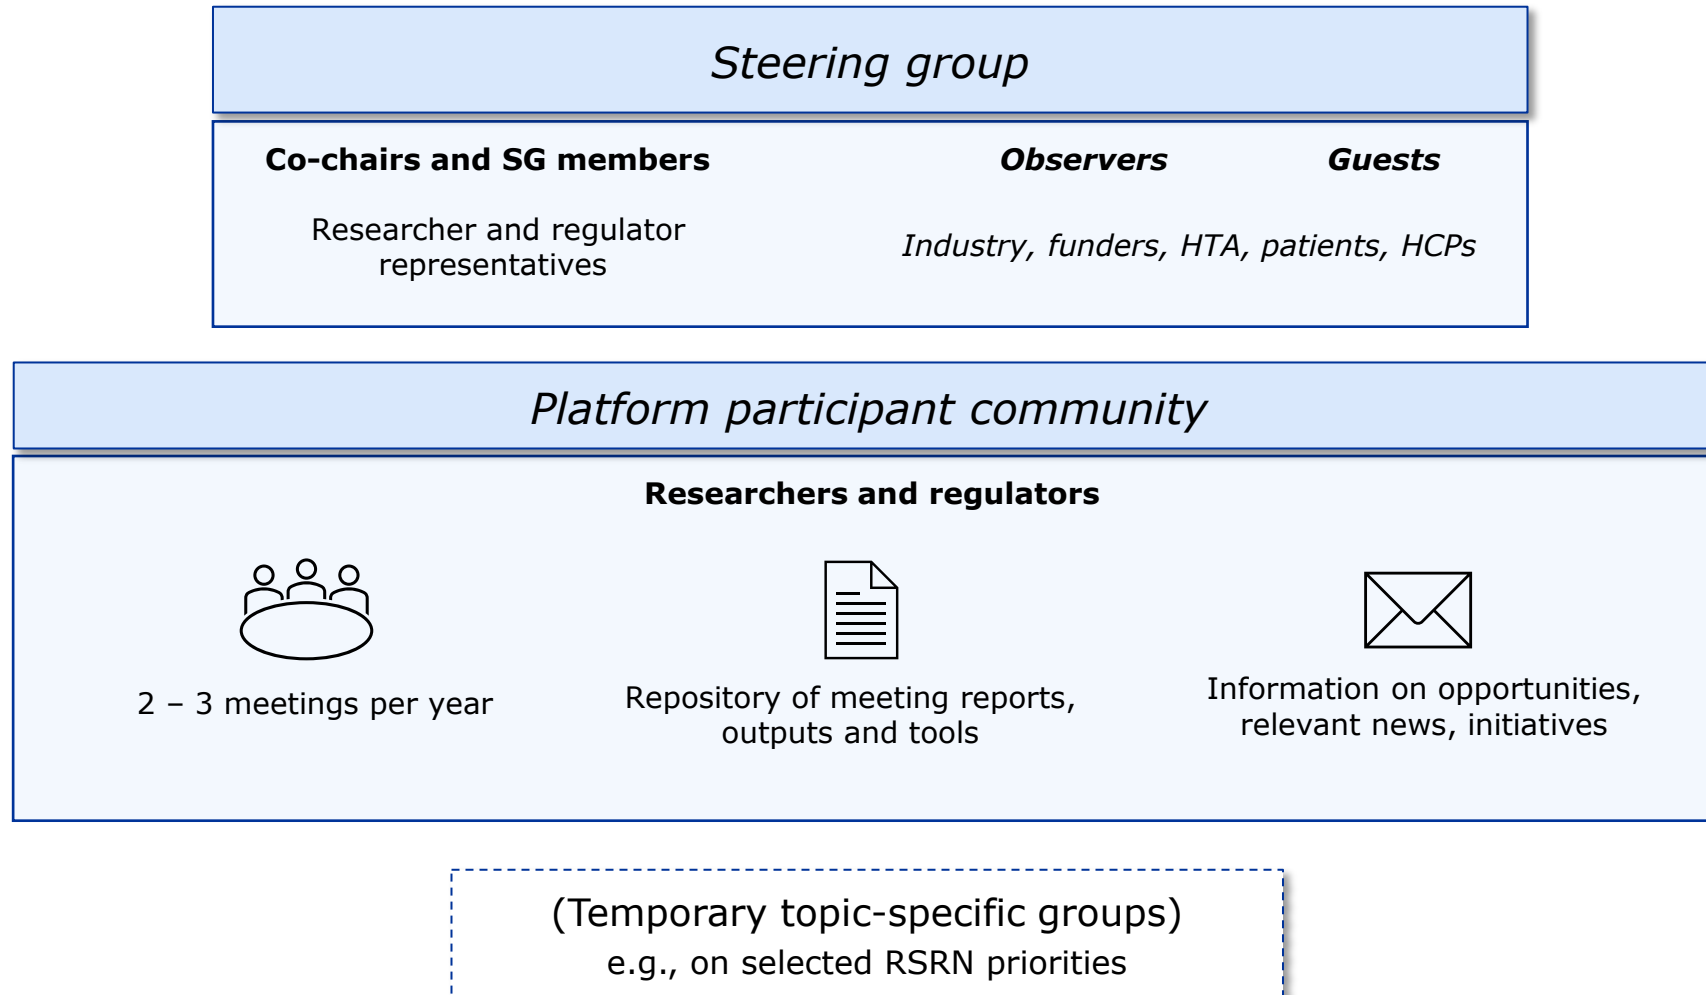 Steering group
Co-chairs and SG members
Observers
Guests
Researcher and regulator
representatives
Industry, funders, HTA, patients, HCPs
Platform participant community
Researchers and regulators
2 – 3 meetings per year
Repository of meeting reports,
outputs and tools
Information on opportunities,
relevant news, initiatives
(Temporary topic-specific groups)
e.g., on selected RSRN priorities